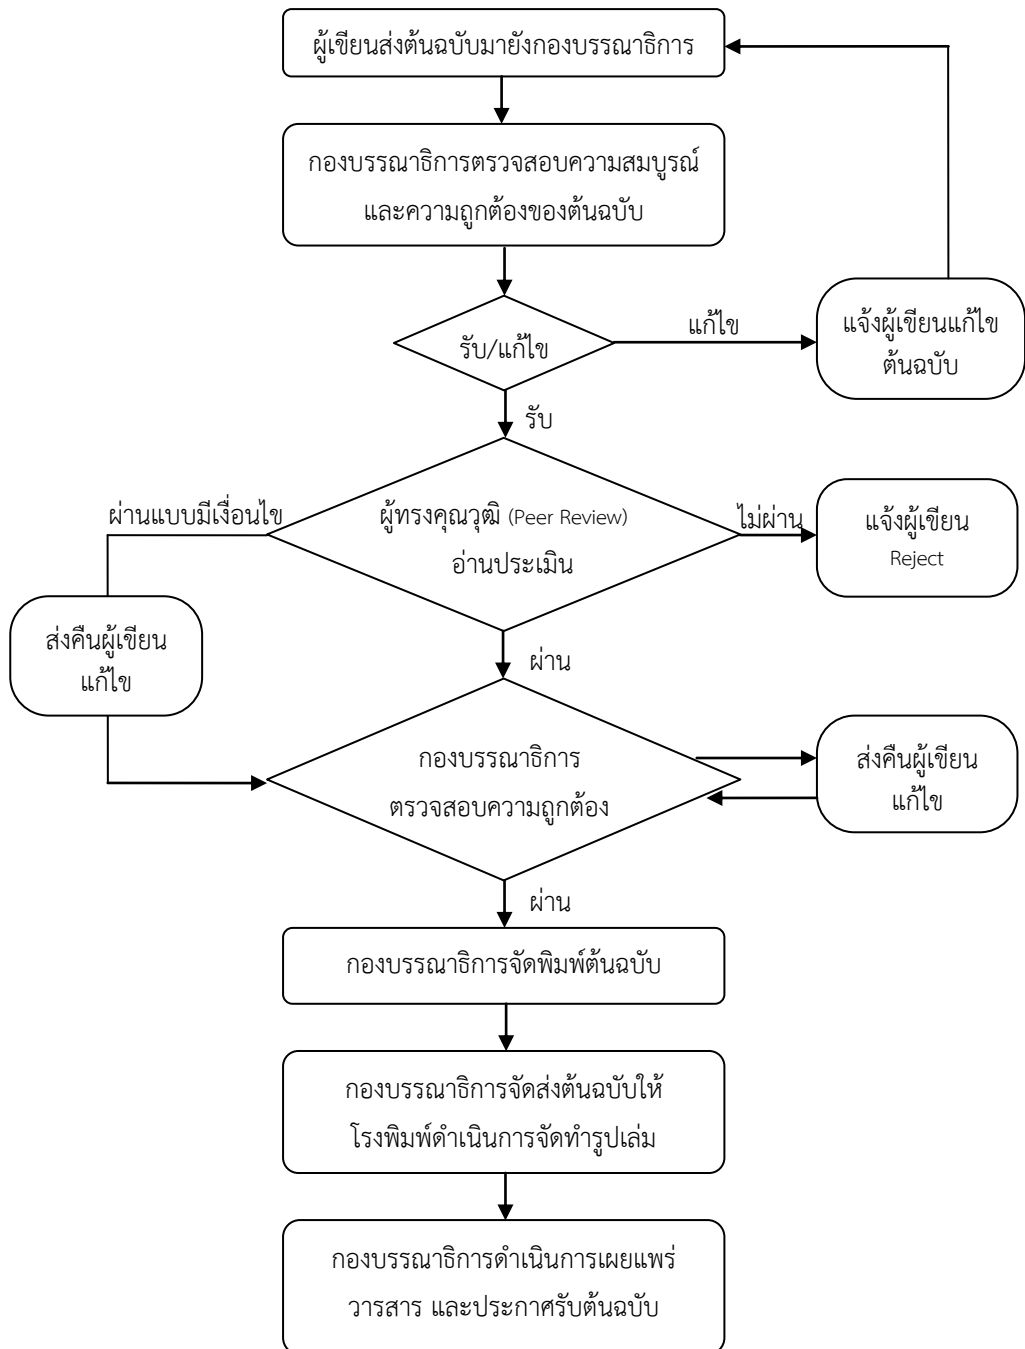 ผู้เขียนส่งต้นฉบับมายังกองบรรณาธิการ
กองบรรณาธิการตรวจสอบความสมบูรณ์
และความถูกต้องของต้นฉบับ
รับ/แก้ไข
แก้ไข
แจ้งผู้เขียนแก้ไข
ต้นฉบับ
รับ
ผ่านแบบมีเงื่อนไข
ผู้ทรงคุณวุฒิ (Peer Review)
อ่านประเมิน
ไม่ผ่าน
แจ้งผู้เขียน
Reject
ส่งคืนผู้เขียน
แก้ไข
ผ่าน
กองบรรณาธิการ
ตรวจสอบความถูกต้อง
ส่งคืนผู้เขียน
แก้ไข
ผ่าน
กองบรรณาธิการจัดพิมพ์ต้นฉบับ
กองบรรณาธิการจัดส่งต้นฉบับให้
โรงพิมพ์ดำเนินการจัดทำรูปเล่ม
กองบรรณาธิการดำเนินการเผยแพร่
วารสาร และประกาศรับต้นฉบับ